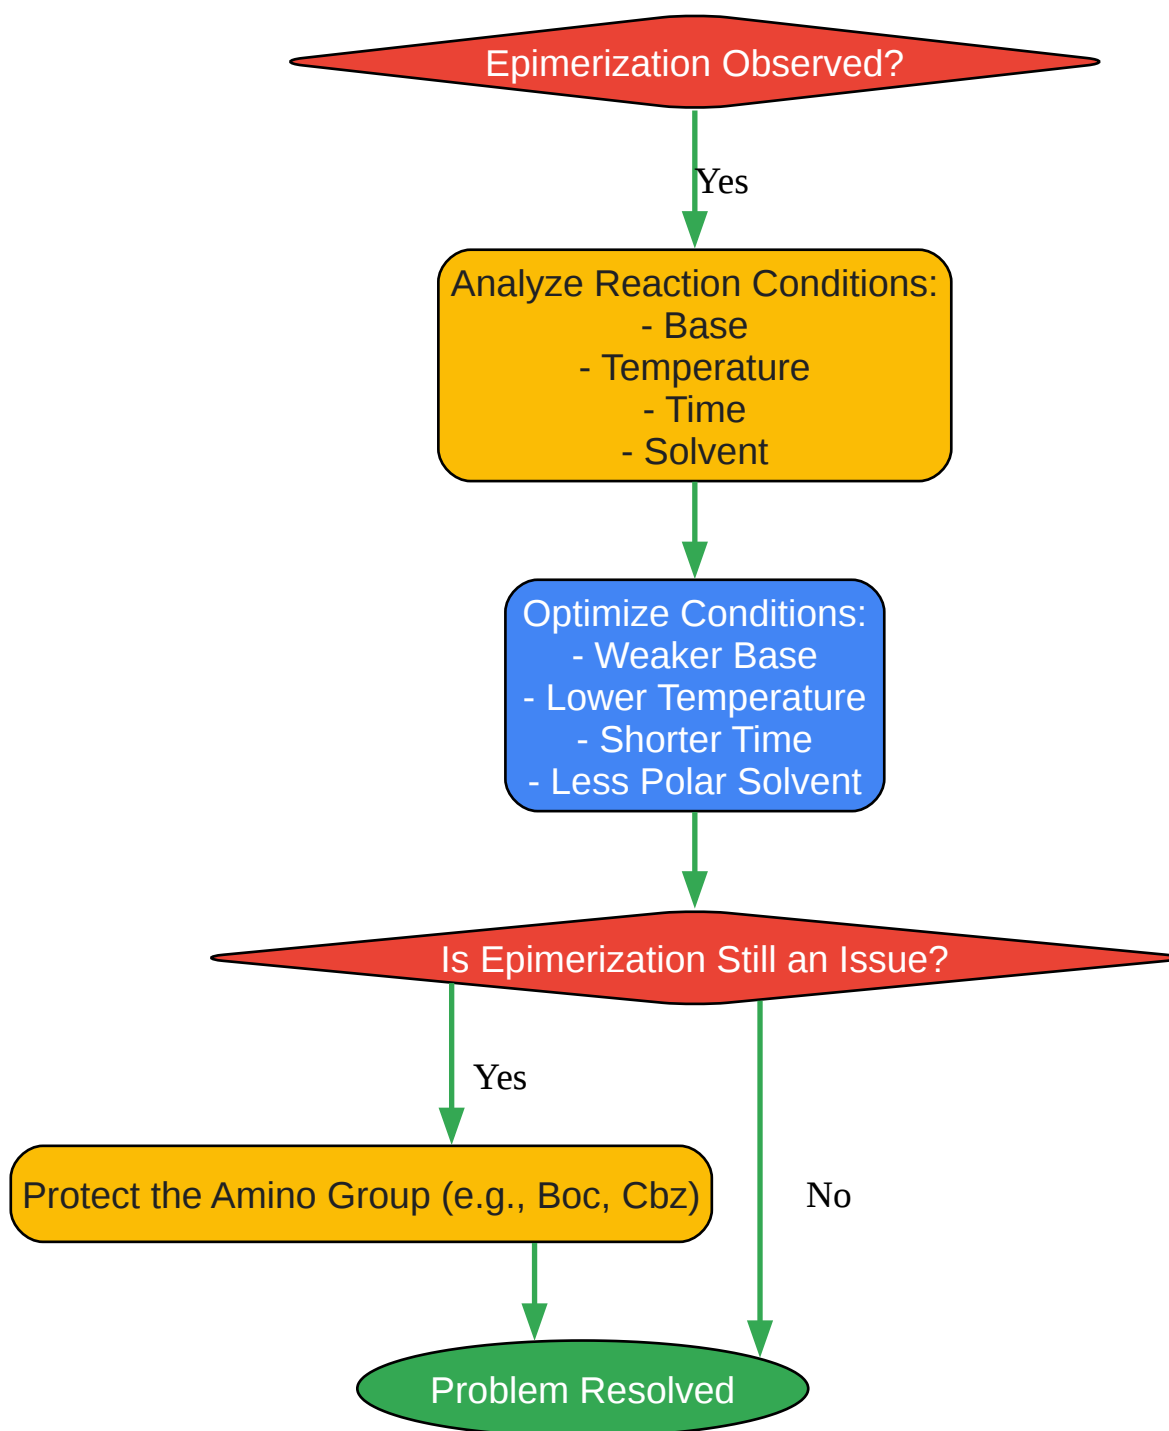 Epimerization Observed?
Yes
Analyze Reaction Conditions:
- Base
- Temperature
- Time
- Solvent
Optimize Conditions:
- Weaker Base
- Lower Temperature
- Shorter Time
- Less Polar Solvent
Is Epimerization Still an Issue?
Yes
Protect the Amino Group (e.g., Boc, Cbz)
No
Problem Resolved